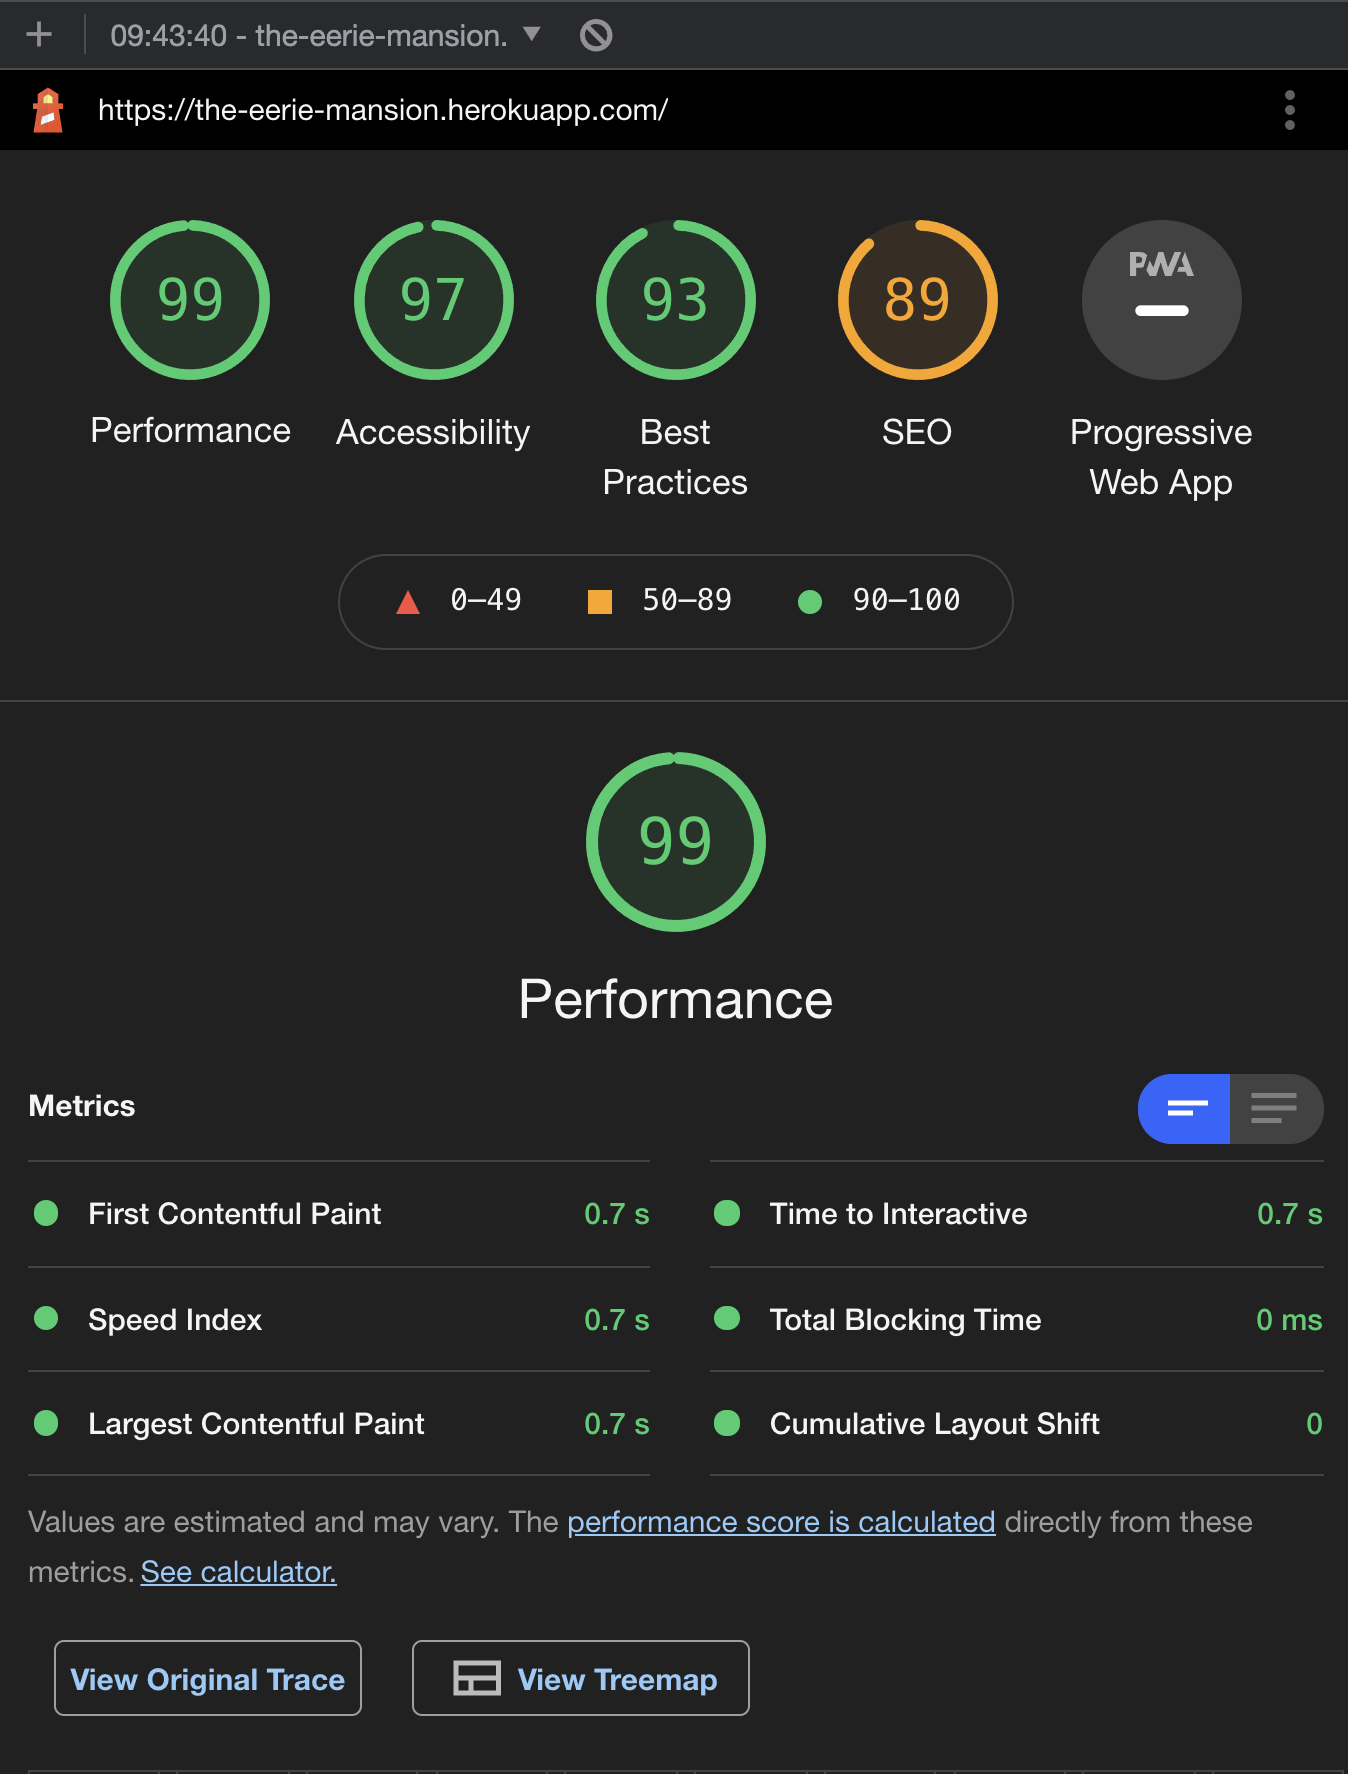 09:43:40 - the-eerie-mansion.
https://the-eerie-mansion.herokuapp.com/
99
97
93
89
PWA
Performance
Accessibility
Best
Practices
SEO
Progressive
Web App
0–49
50–89
90–100
99
Performance
Metrics
First Contentful Paint
0.7 s
Time to Interactive
0.7 s
Speed Index
0.7 s
Total Blocking Time
0 ms
Largest Contentful Paint
0.7 s
Cumulative Layout Shift
0
Values are estimated and may vary. The performance score is calculated directly from these
metrics. See calculator.
View Original Trace
View Treemap